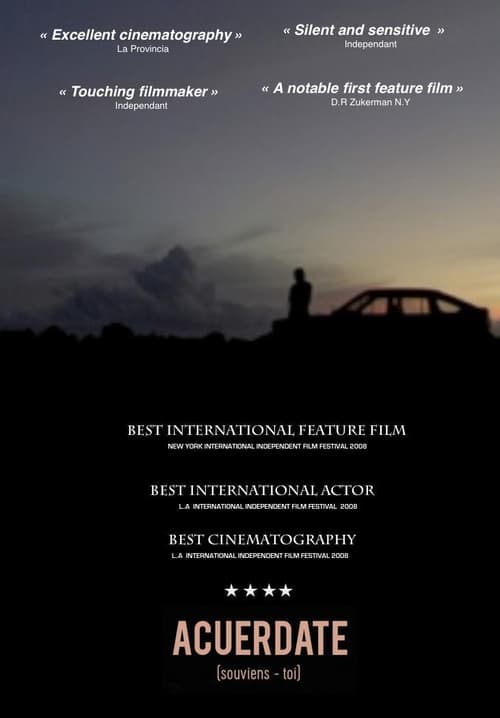 « Excellent cinematography »
La Provincia
« Silent and sensitive »
Independant
« Touching filmmaker »
Independant
« A notable first feature film »
D.R Zukerman N.Y
BEST INTERNATIONAL FEATURE FILM
NEW YORK INTERNATIONAL INDEPENDENT FILM FESTIVAL 2008
BEST INTERNATIONAL ACTOR
L.A INTERNATIONAL INDEPENDENT FILM FESTIVAL 2008
BEST CINEMATOGRAPHY
L.A INTERNATIONAL INDEPENDENT FILM FESTIVAL 2008
★★★★
ACUERDATE
(souviens - toi)